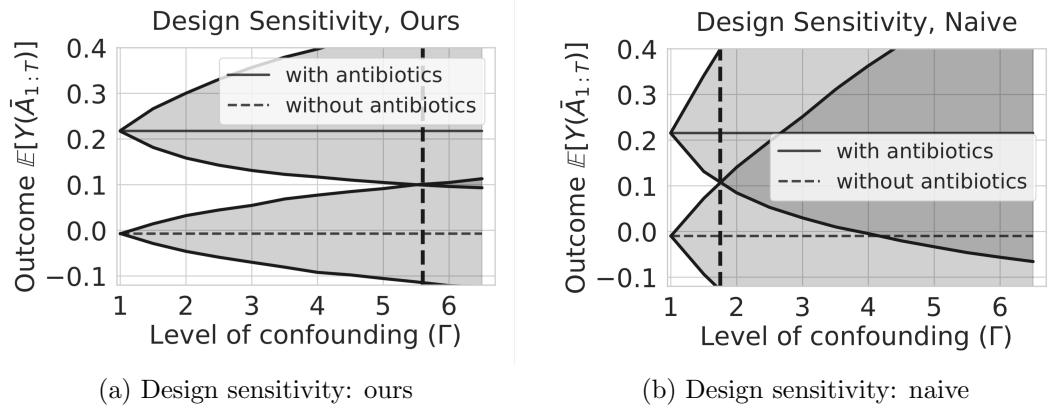 Design Sensitivity, Ours
Outcome 𝔼[Y(Ā₁:T)]
0.4
0.3
0.2
0.1
0.0
−0.1
with antibiotics
without antibiotics
1 2 3 4 5 6
Level of confounding (Γ)
(a) Design sensitivity: ours
Design Sensitivity, Naive
Outcome 𝔼[Y(Ā₁:T)]
0.4
0.3
0.2
0.1
0.0
−0.1
with antibiotics
without antibiotics
1 2 3 4 5 6
Level of confounding (Γ)
(b) Design sensitivity: naive